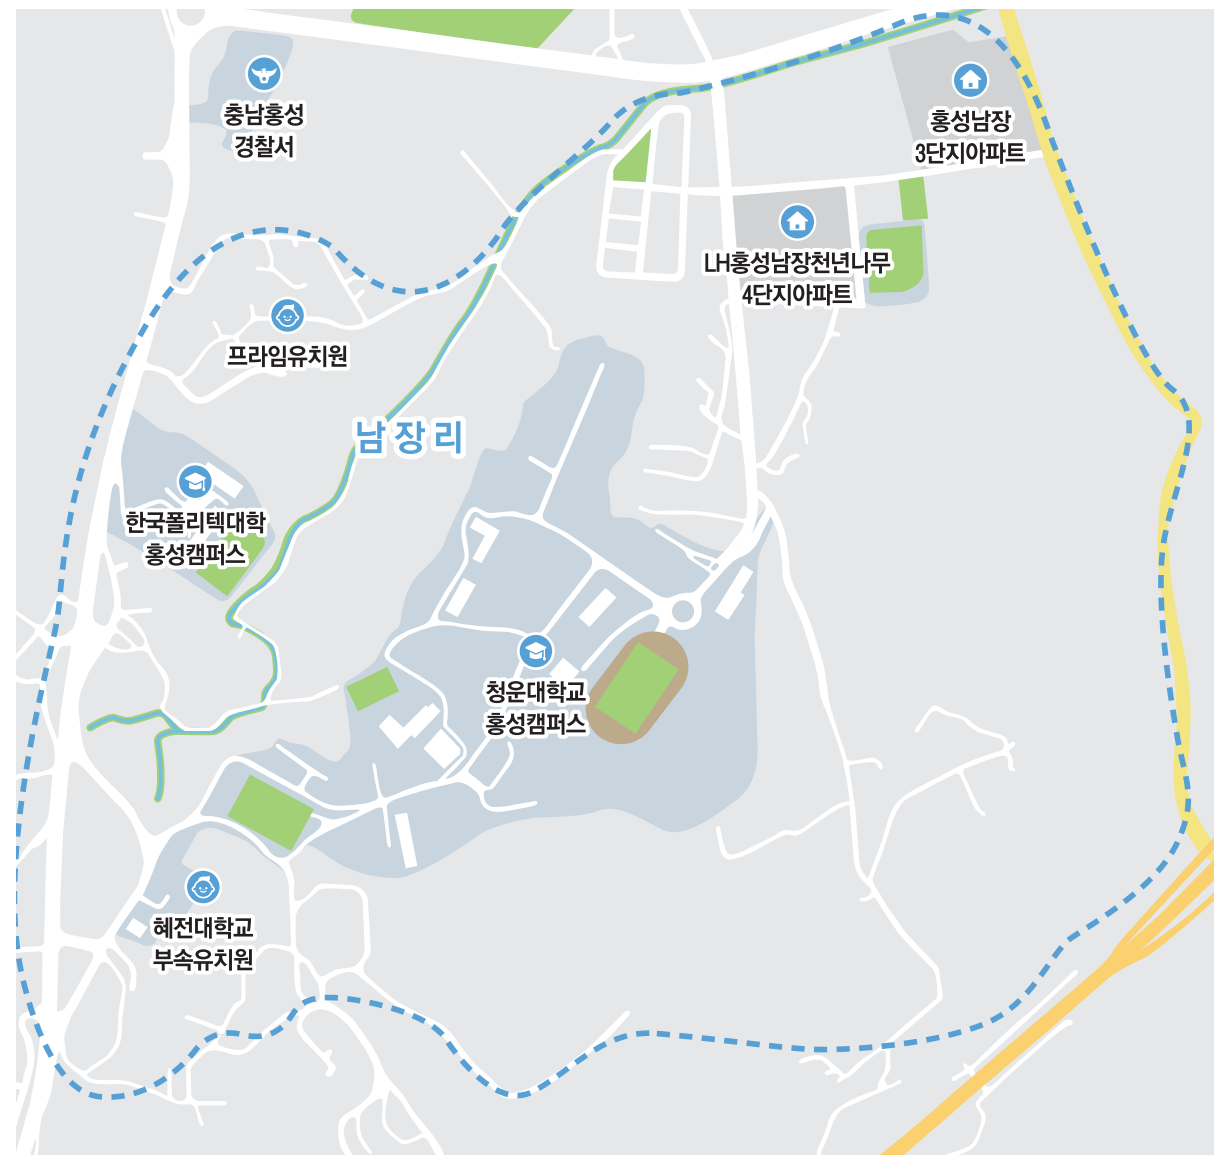 충남홍성
경찰서
홍성남장
3단지아파트
LH홍성남장천년나무
4단지아파트
프라임유치원
남장리
한국폴리텍대학
홍성캠퍼스
청운대학교
홍성캠퍼스
혜전대학교
부속유치원